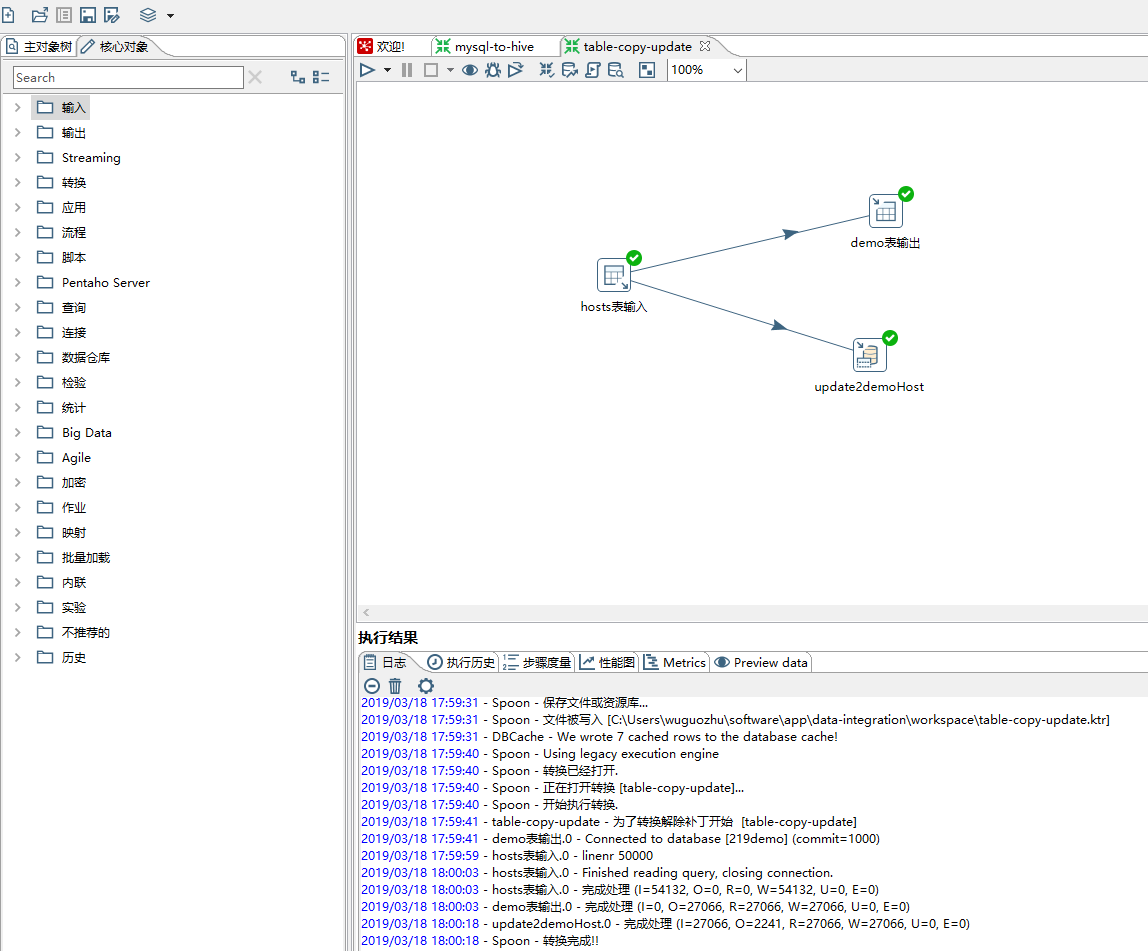 主对象树 核心对象
Search
输入
输出
Streaming
转换
应用
流程
脚本
Pentaho Server
查询
连接
数据仓库
检验
统计
Big Data
Agile
加密
作业
映射
批量加载
内联
实验
不推荐的
历史
欢迎! mysql-to-hive table-copy-update
100%
demo表输出
hosts表输入
update2demoHost
执行结果
日志 执行历史 步骤度量 性能图 Metrics Preview data
2019/03/18 17:59:31 - Spoon - 保存文件或资源库...
2019/03/18 17:59:31 - Spoon - 文件被写入 [C:\Users\wuguozhu\software\app\data-integration\workspace\table-copy-update.ktr]
2019/03/18 17:59:31 - DBCache - We wrote 7 cached rows to the database cache!
2019/03/18 17:59:40 - Spoon - Using legacy execution engine
2019/03/18 17:59:40 - Spoon - 转换已经打开.
2019/03/18 17:59:40 - Spoon - 正在打开转换 [table-copy-update]...
2019/03/18 17:59:40 - Spoon - 开始执行转换.
2019/03/18 17:59:41 - table-copy-update - 为了转换解除补丁开始  [table-copy-update]
2019/03/18 17:59:41 - demo表输出.0 - Connected to database [219demo] (commit=1000)
2019/03/18 17:59:59 - hosts表输入.0 - linenr 50000
2019/03/18 18:00:03 - hosts表输入.0 - Finished reading query, closing connection.
2019/03/18 18:00:03 - hosts表输入.0 - 完成处理 (I=54132, O=0, R=0, W=54132, U=0, E=0)
2019/03/18 18:00:03 - demo表输出.0 - 完成处理 (I=0, O=27066, R=27066, W=27066, U=0, E=0)
2019/03/18 18:00:18 - update2demoHost.0 - 完成处理 (I=27066, O=2241, R=27066, W=27066, U=0, E=0)
2019/03/18 18:00:18 - Spoon - 转换完成!!